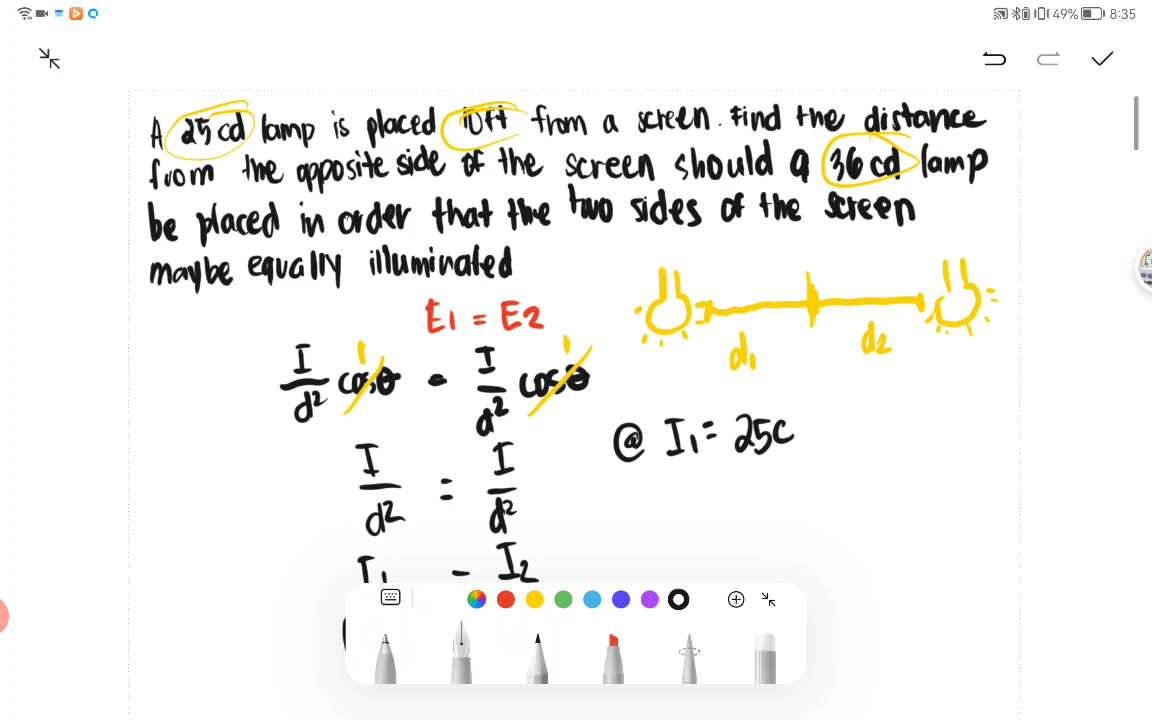 49% 8:35
A 25 cd lamp is placed 10ft from a screen. Find the distance
from the opposite side of the screen should a 36 cd lamp
be placed in order that the two sides of the screen
maybe equally illuminated
E1 = E2
d1 d2
I/d² cosθ = I/d² cosθ
1 1
@ I1 = 25c
I/d² = I/d²
I1 = I2